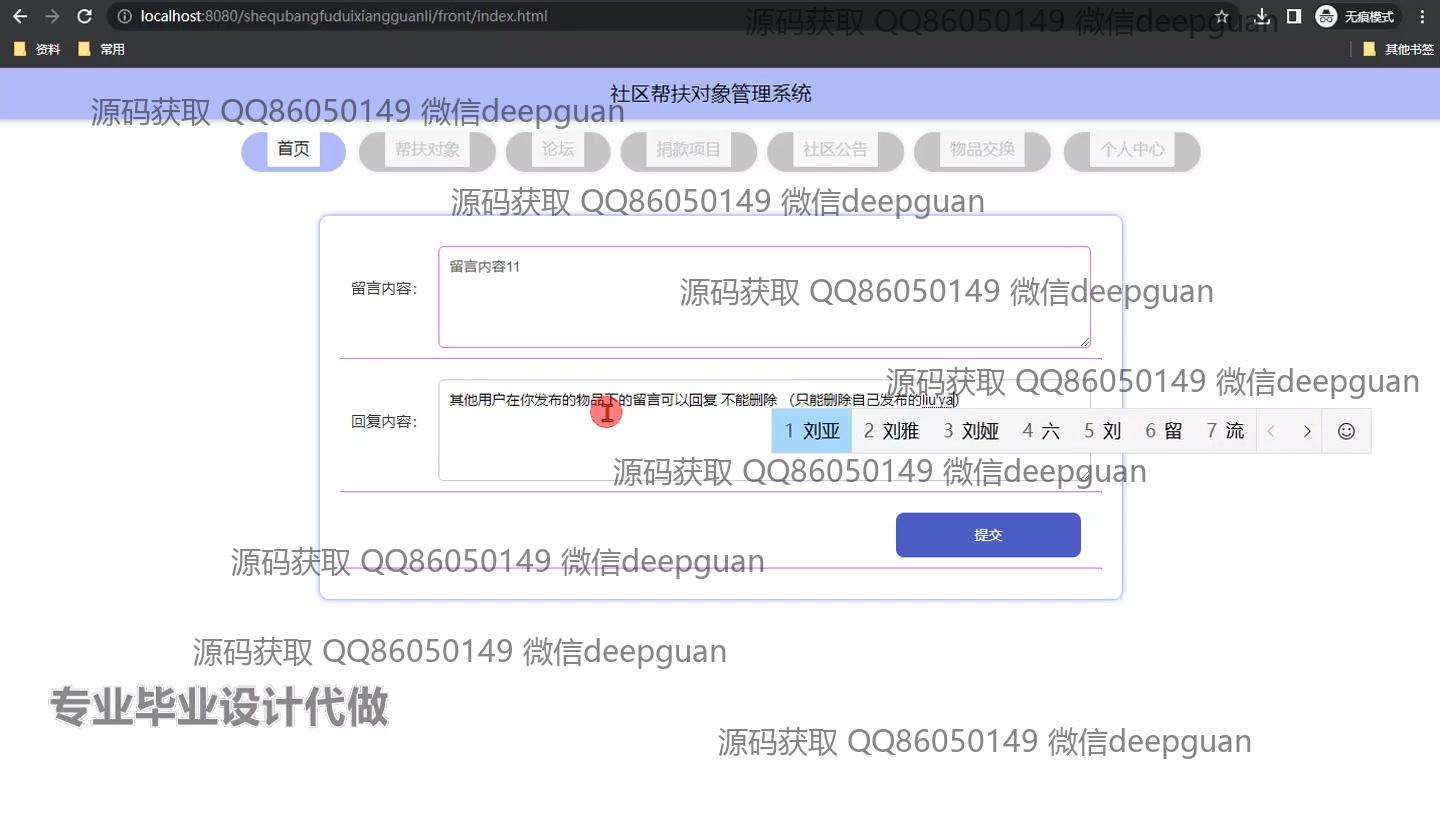 localhost:8080/shequbangfuduixiangguanli/front/index.html
无痕模式
资料 常用 其他书签
源码获取 QQ86050149 微信deepguan
社区帮扶对象管理系统
源码获取 QQ86050149 微信deepguan
首页 帮扶对象 论坛 捐款项目 社区公告 物品交换 个人中心
源码获取 QQ86050149 微信deepguan
留言内容：
留言内容11
源码获取 QQ86050149 微信deepguan
源码获取 QQ86050149 微信deepguan
回复内容：
其他用户在你发布的物品下的留言可以回复 不能删除 （只能删除自己发布的liu'ya）
1 刘亚 2 刘雅 3 刘娅 4 六 5 刘 6 留 7 流
源码获取 QQ86050149 微信deepguan
提交
源码获取 QQ86050149 微信deepguan
源码获取 QQ86050149 微信deepguan
专业毕业设计代做
源码获取 QQ86050149 微信deepguan